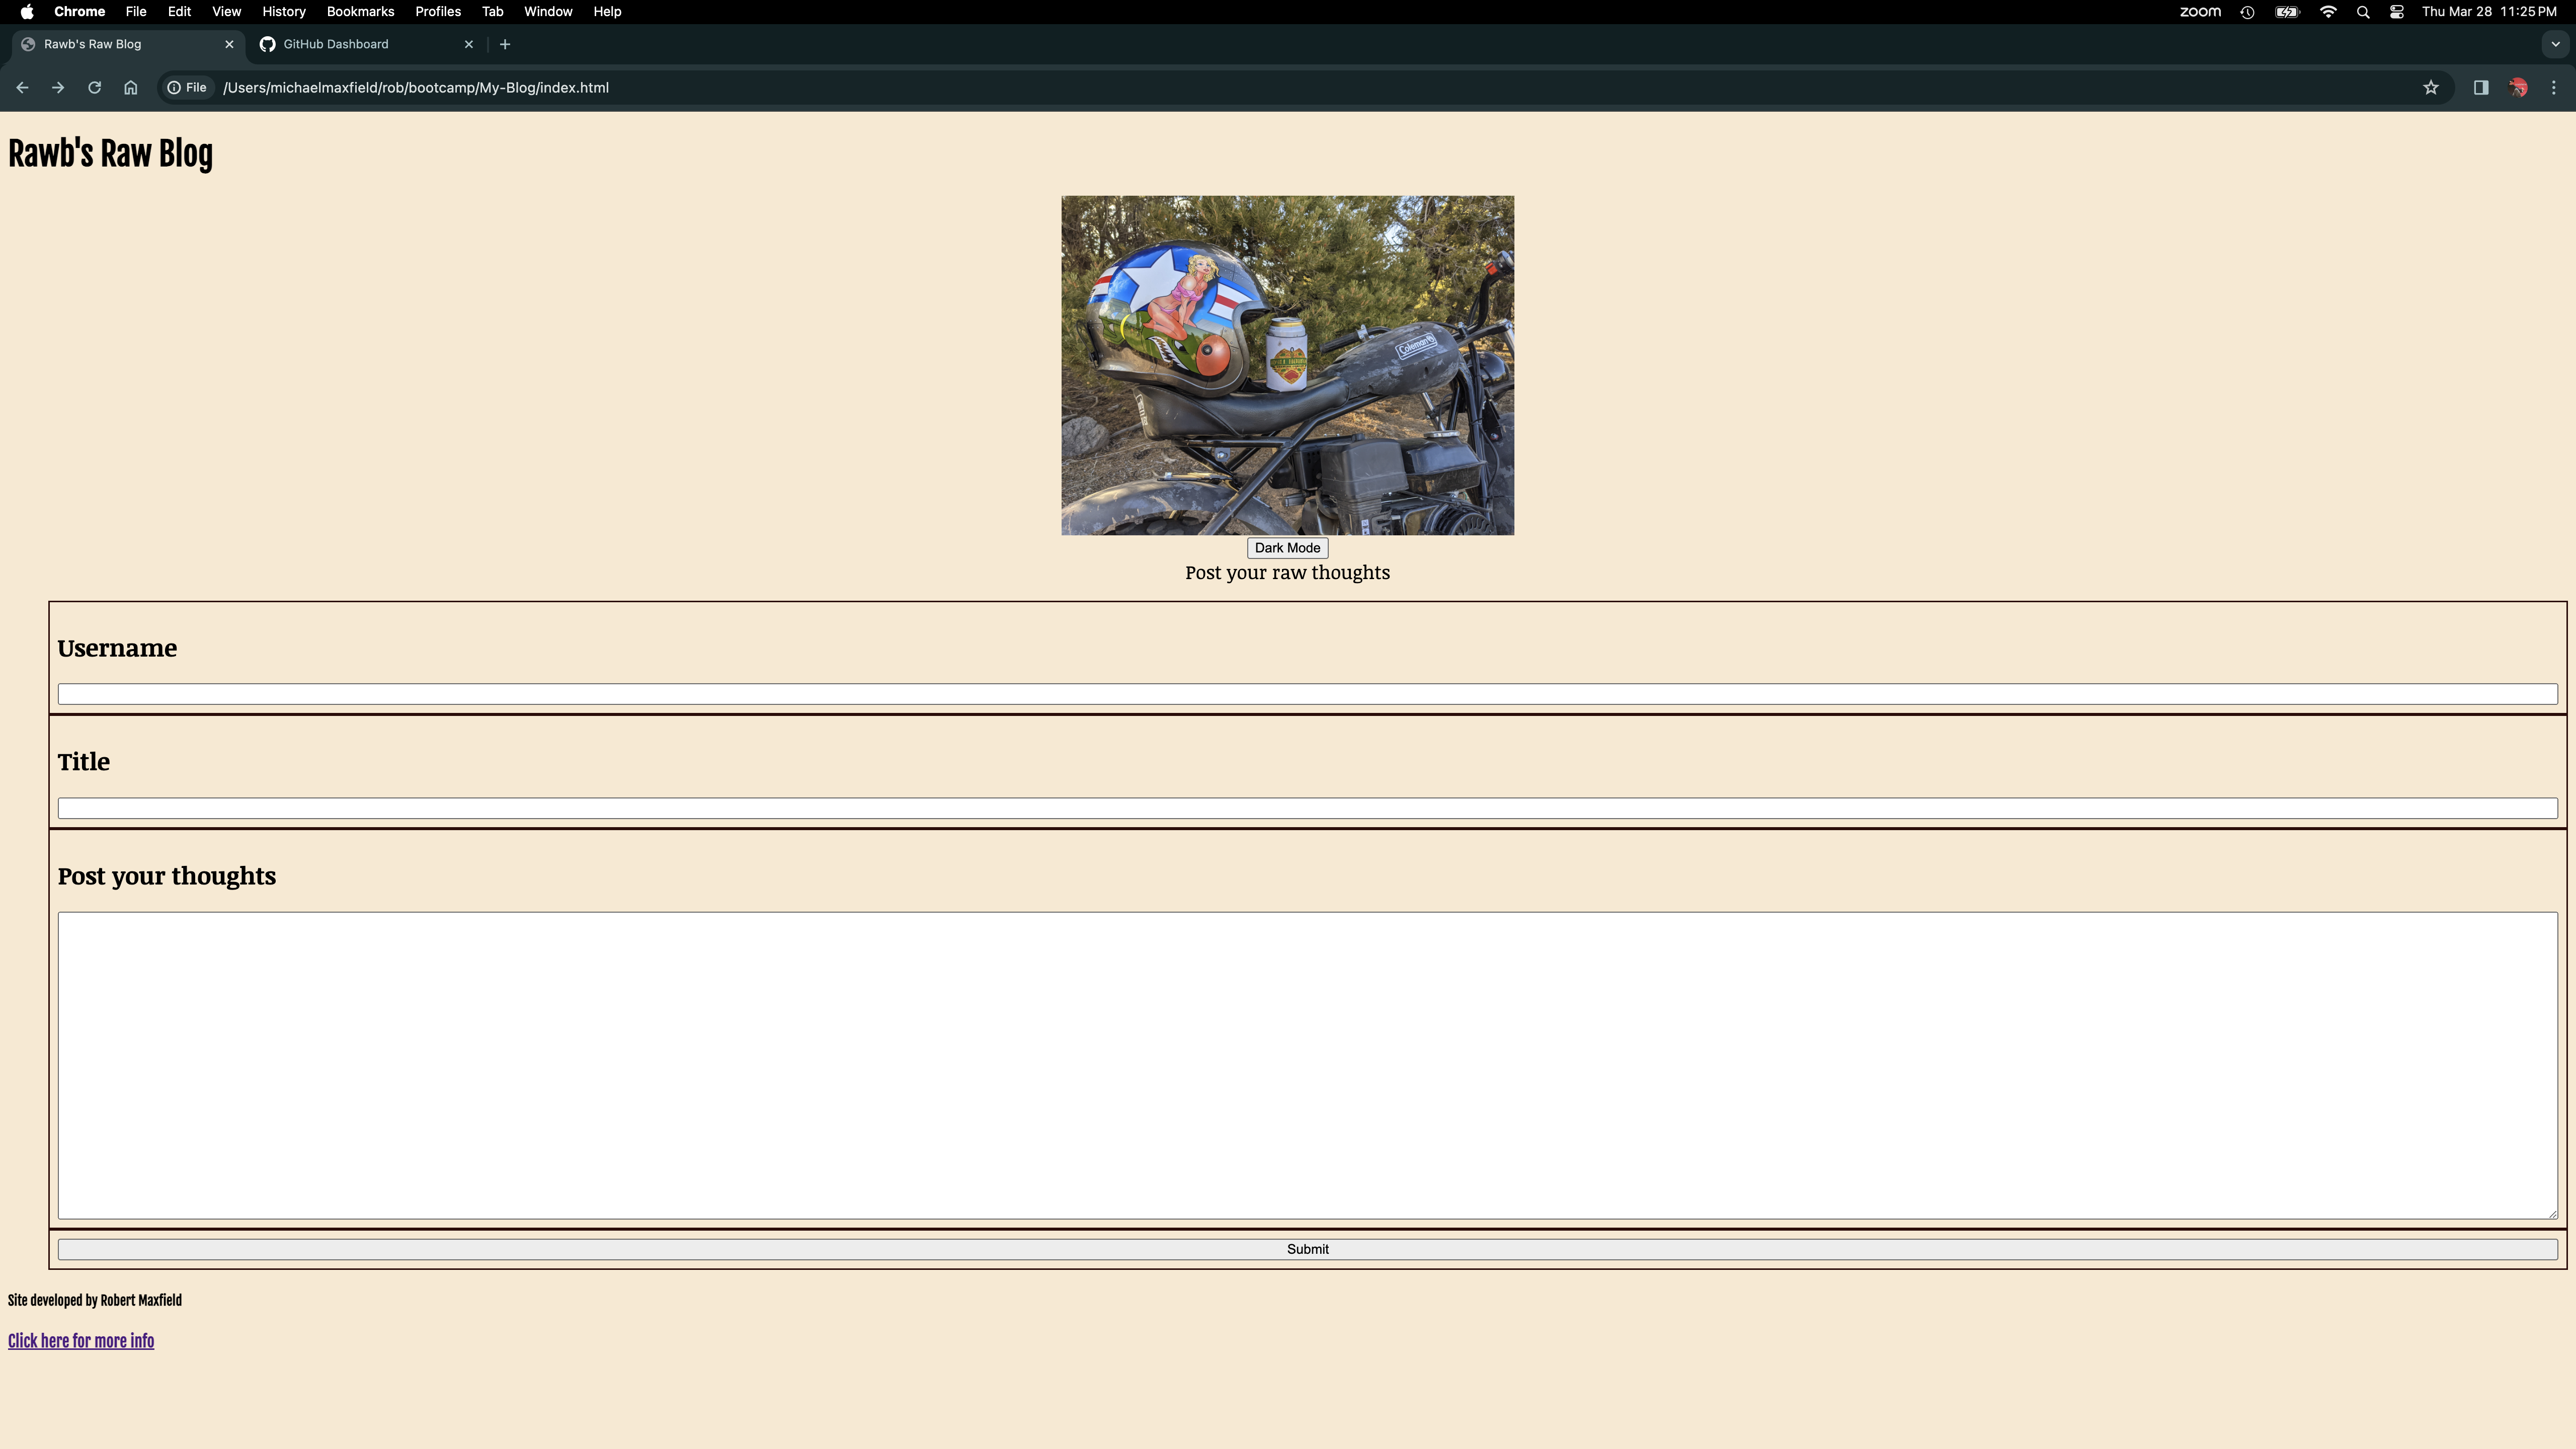 Chrome File Edit View History Bookmarks Profiles Tab Window Help zoom Thu Mar 28 11:25 PM
Rawb's Raw Blog GitHub Dashboard
File /Users/michaelmaxfield/rob/bootcamp/My-Blog/index.html
Rawb's Raw Blog
Coleman
Dark Mode
Post your raw thoughts
Username
Title
Post your thoughts
Submit
Site developed by Robert Maxfield
Click here for more info